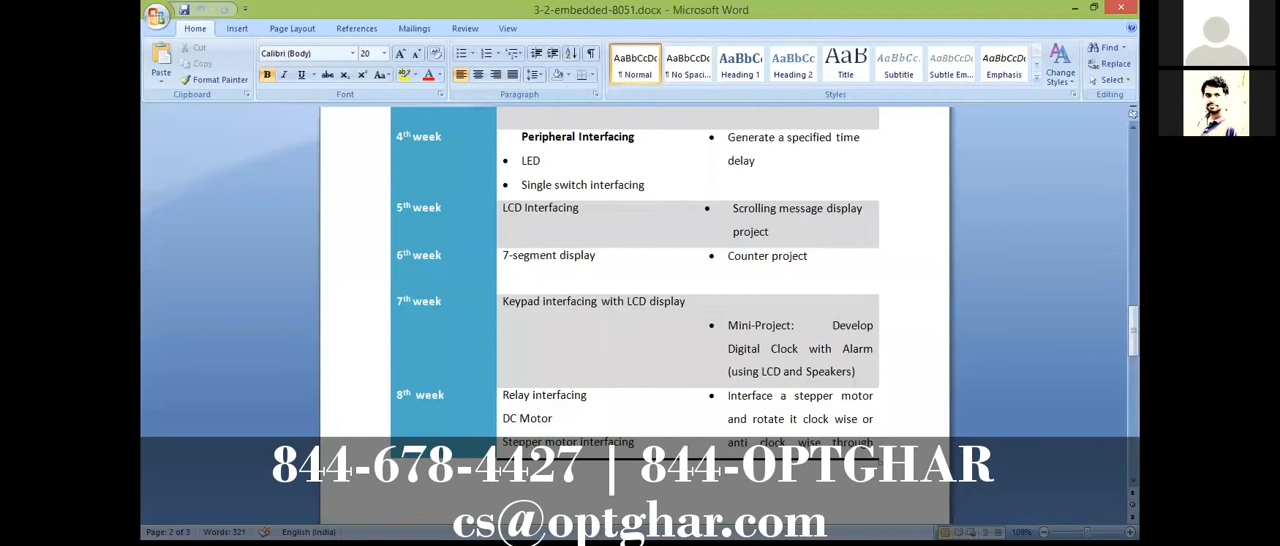 3-2-embedded-8051.docx - Microsoft Word
Home Insert Page Layout References Mailings Review View
Cut
Copy
Format Painter
Paste
Clipboard
Calibri (Body) 20
Font
Paragraph
AaBbCcDc AaBbCcDc AaBbCc AaBbCc AaB AaBbCc. AaBbCcDc AaBbCcDc
¶ Normal ¶ No Spaci... Heading 1 Heading 2 Title Subtitle Subtle Em... Emphasis
Change Styles
Styles
Find
Replace
Select
Editing
4th week Peripheral Interfacing • Generate a specified time
• LED delay
• Single switch interfacing
5th week LCD Interfacing • Scrolling message display
project
6th week 7-segment display • Counter project
7th week Keypad interfacing with LCD display
• Mini-Project: Develop
Digital Clock with Alarm
(using LCD and Speakers)
8th week Relay interfacing • Interface a stepper motor
DC Motor and rotate it clock wise or
Stepper motor interfacing anti clock wise through
844-678-4427 | 844-OPTGHAR
cs@optghar.com
Page: 2 of 3 Words: 321 English (India) 108%